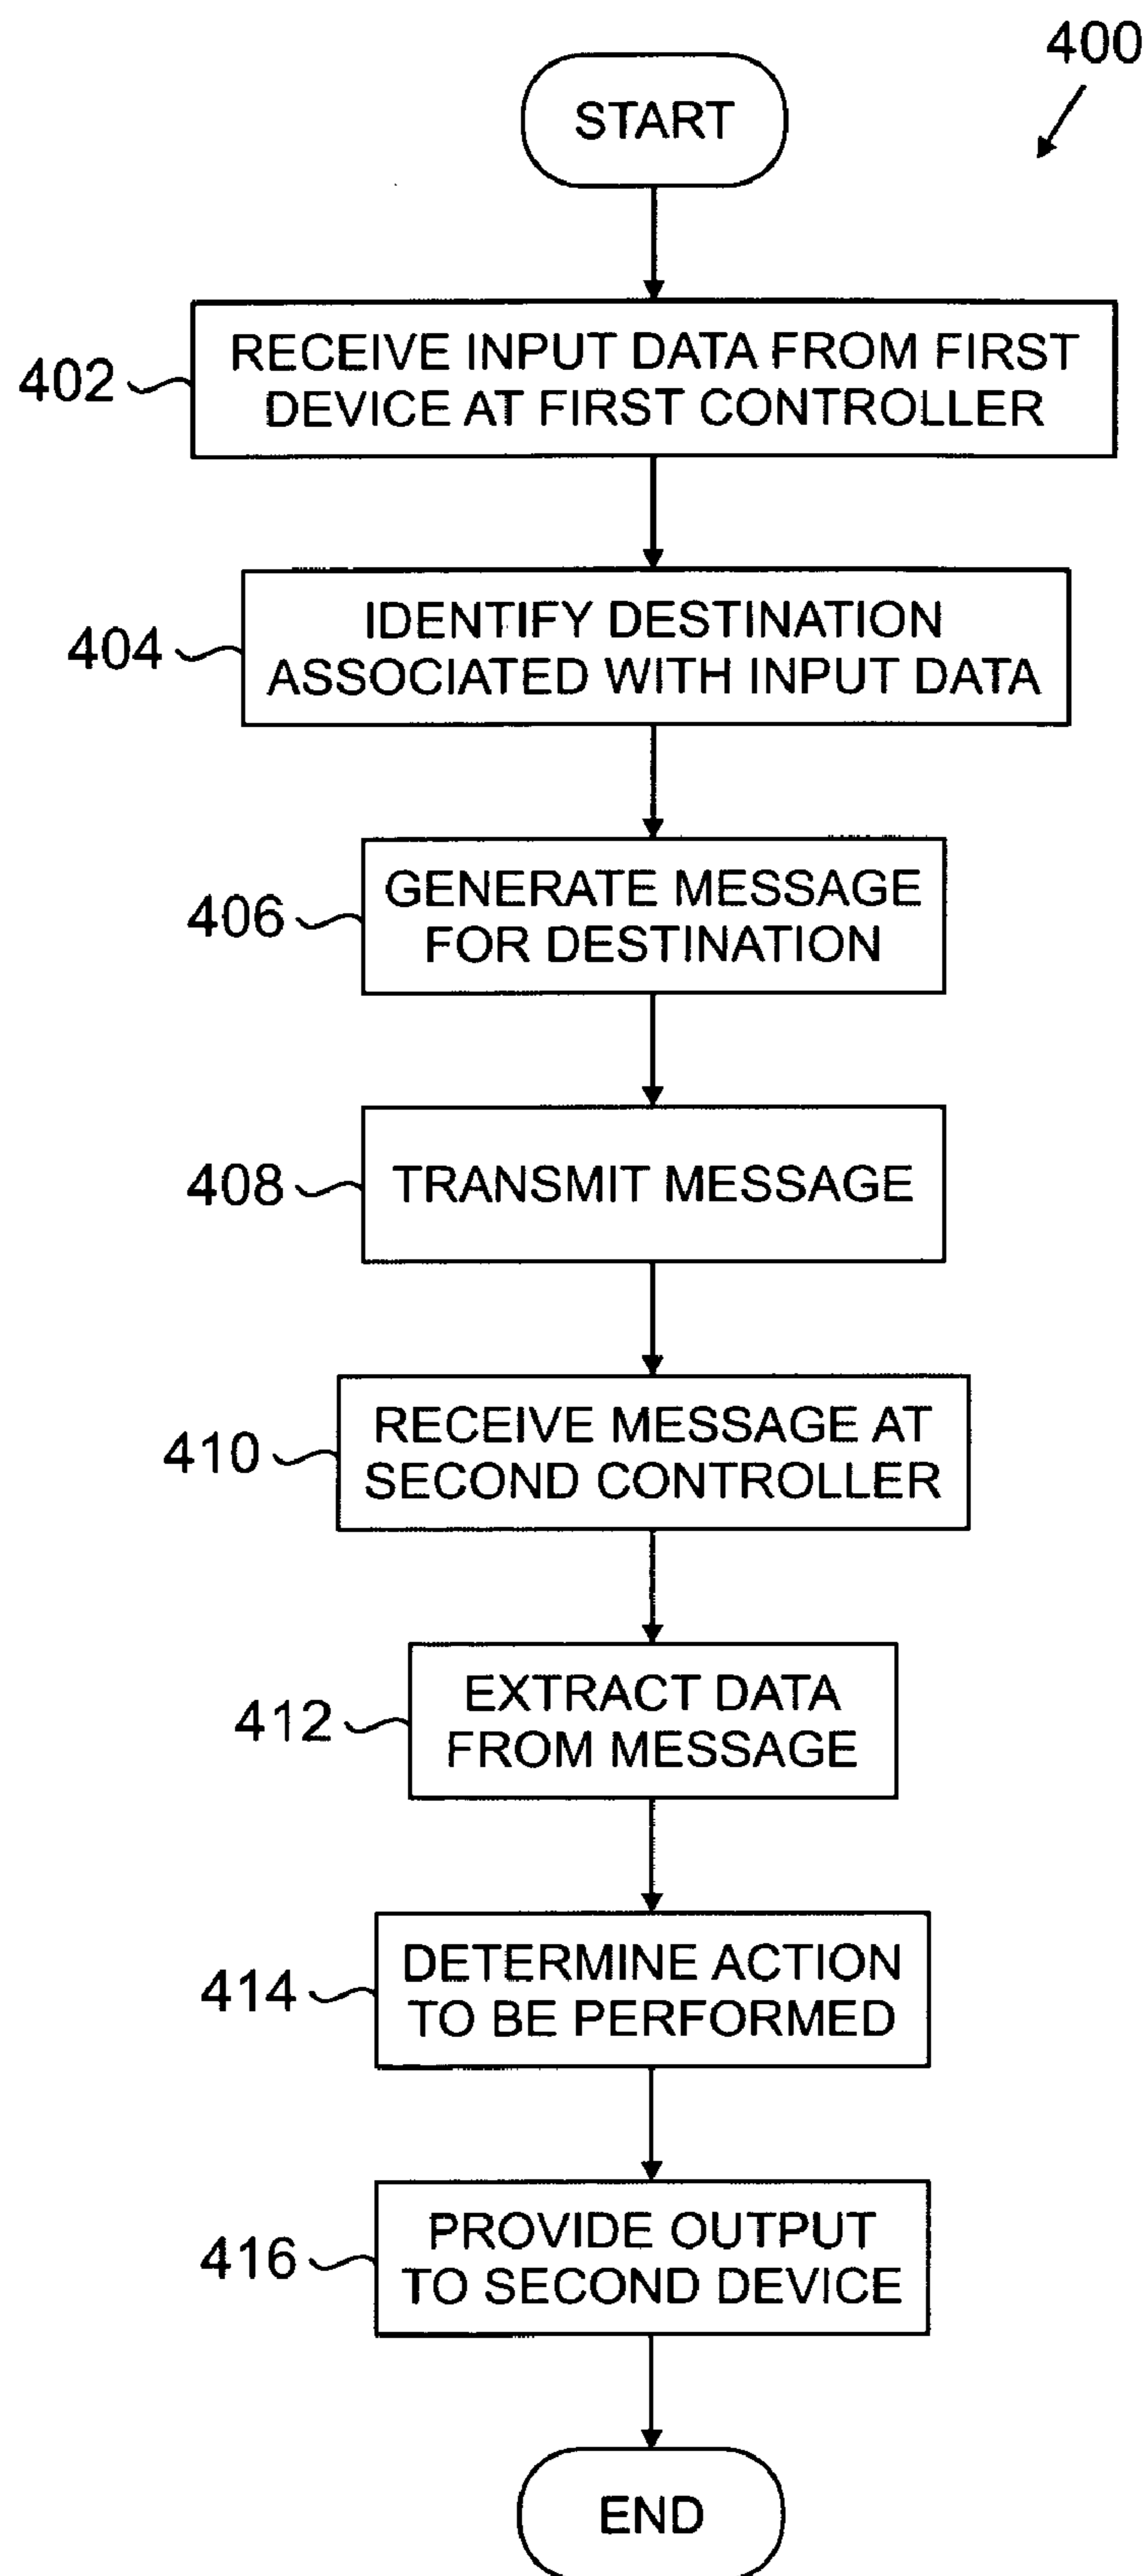 400
START
402
RECEIVE INPUT DATA FROM FIRST
DEVICE AT FIRST CONTROLLER
404
IDENTIFY DESTINATION
ASSOCIATED WITH INPUT DATA
406
GENERATE MESSAGE
FOR DESTINATION
408
TRANSMIT MESSAGE
410
RECEIVE MESSAGE AT
SECOND CONTROLLER
412
EXTRACT DATA
FROM MESSAGE
414
DETERMINE ACTION
TO BE PERFORMED
416
PROVIDE OUTPUT
TO SECOND DEVICE
END